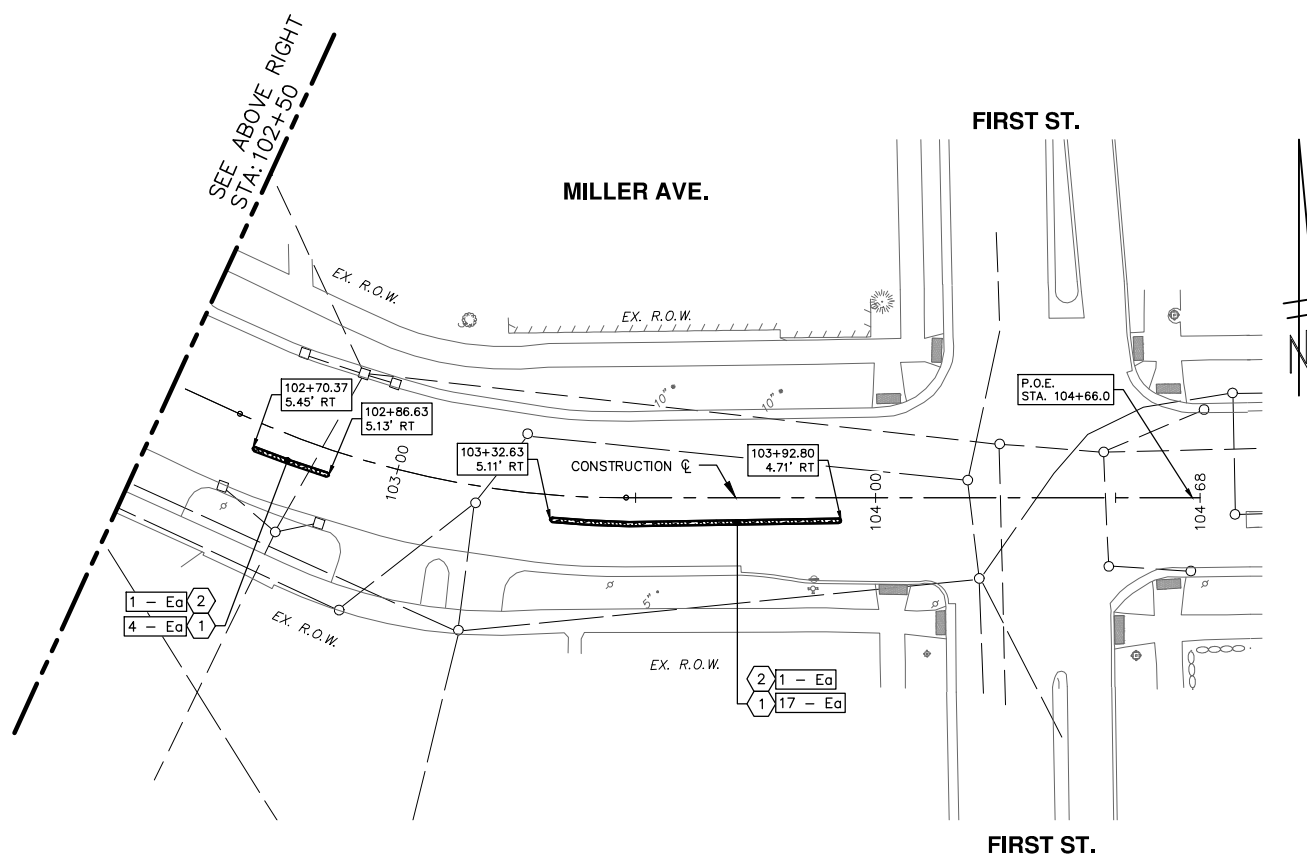 SEE ABOVE RIGHT
STA: 102+50
FIRST ST.
MILLER AVE.
EX. R.O.W.
EX. R.O.W.
102+70.37
5.45' RT
102+86.63
5.13' RT
10"
10"
P.O.E.
STA. 104+66.0
103+00
103+32.63
5.11' RT
CONSTRUCTION ℄
103+92.80
4.71' RT
104+00
104+68
N
1 - Ea 2
4 - Ea 1
EX. R.O.W.
5"
EX. R.O.W.
2 1 - Ea
1 17 - Ea
FIRST ST.